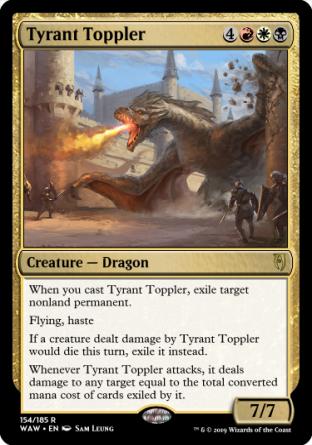 Tyrant Toppler 4
Creature — Dragon
When you cast Tyrant Toppler, exile target
nonland permanent.
Flying, haste
If a creature dealt damage by Tyrant Toppler
would die this turn, exile it instead.
Whenever Tyrant Toppler attacks, it deals
damage to any target equal to the total converted
mana cost of cards exiled by it.
7/7
154/185 R
WAW • EN SAM LEUNG
™ & © 2019 Wizards of the Coast